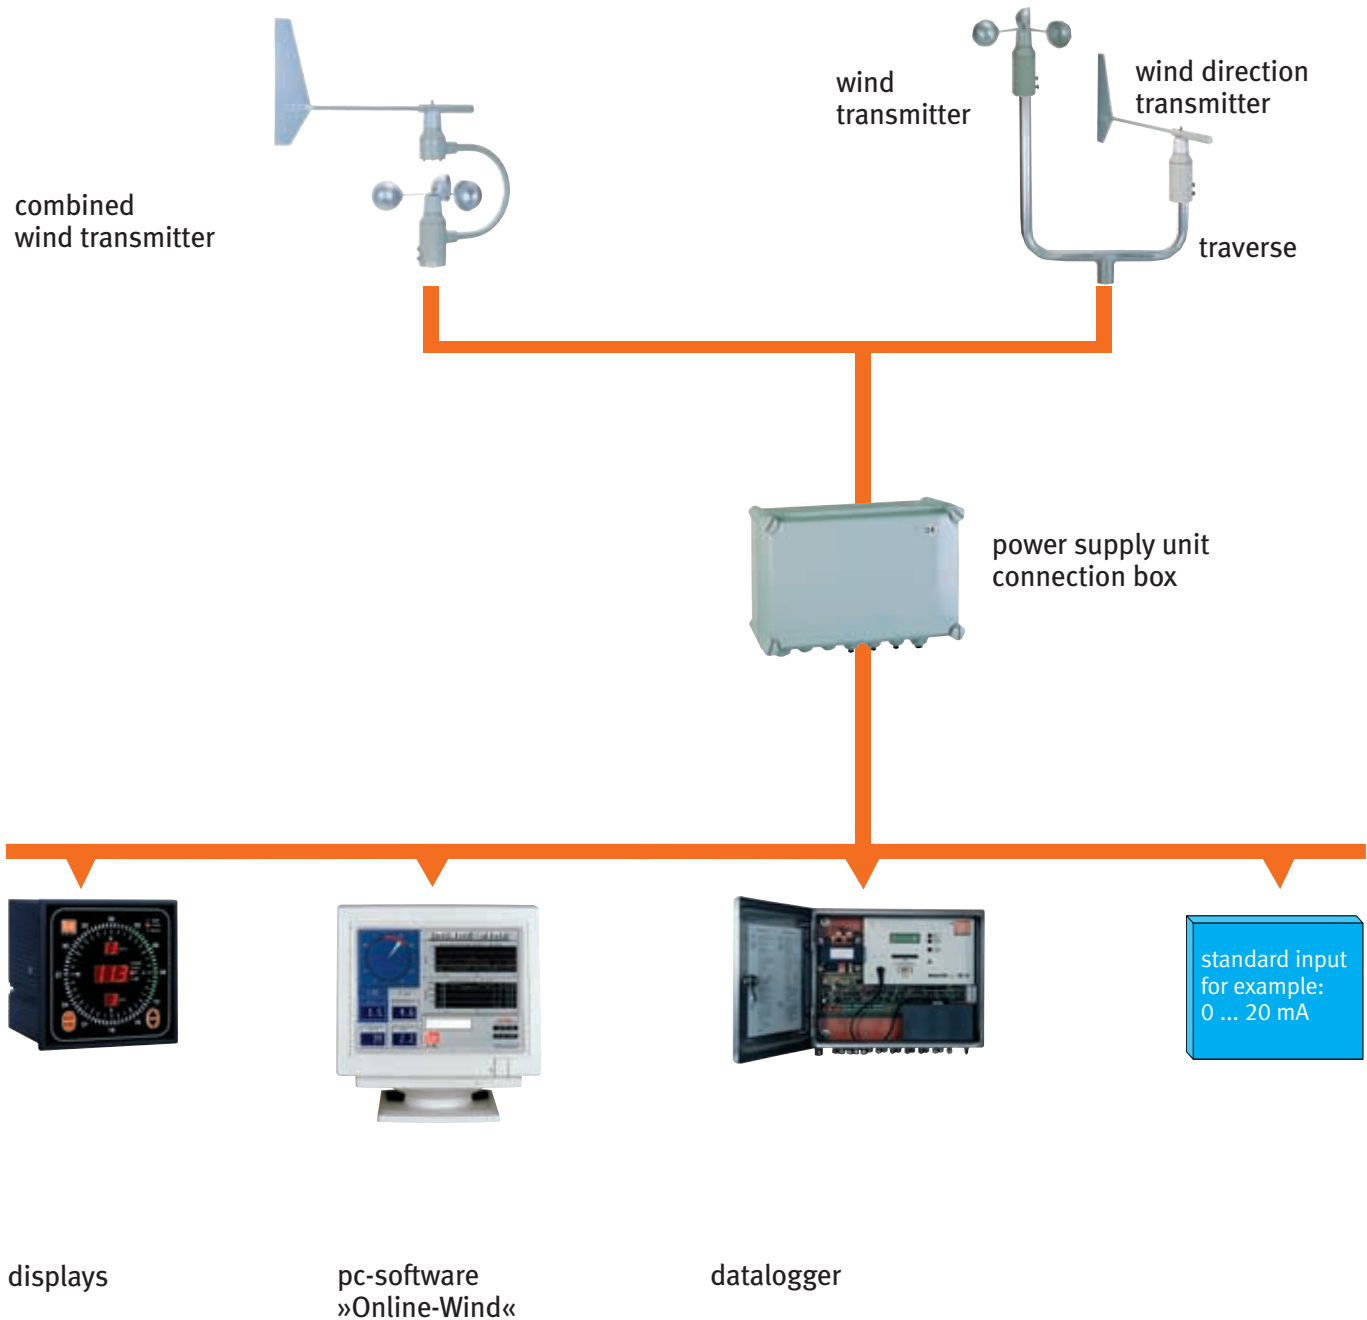 wind
transmitter
wind direction
transmitter
combined
wind transmitter
traverse
power supply unit
connection box
113
standard input
for example:
0 ... 20 mA
displays
pc-software
»Online-Wind«
datalogger